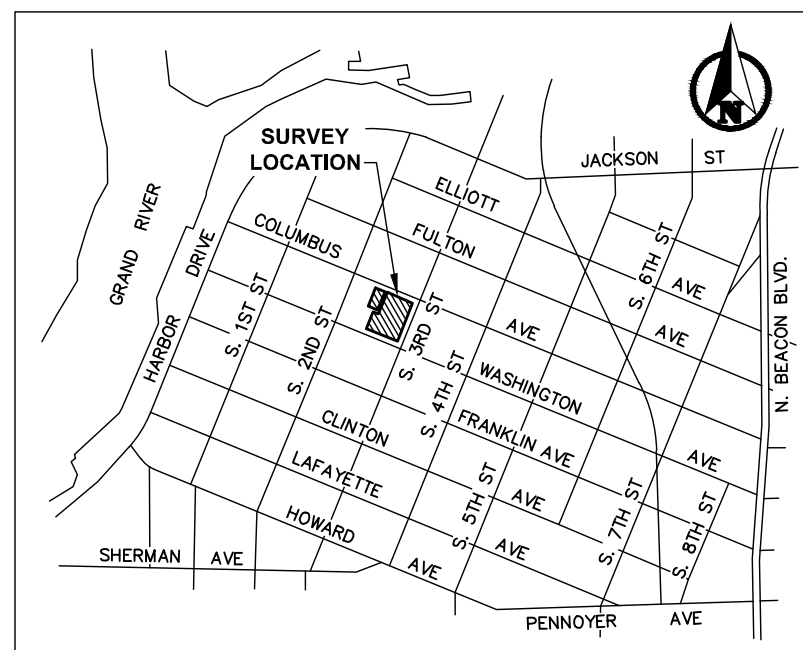 N
SURVEY
LOCATION
JACKSON ST
GRAND RIVER
HARBOR DRIVE
ELLIOTT AVE
COLUMBUS AVE
FULTON AVE
S. 1ST ST
S. 2ND ST
S. 3RD ST
S. 4TH ST
S. 5TH ST
S. 6TH ST
S. 7TH ST
S. 8TH ST
N. BEACON BLVD.
WASHINGTON AVE
FRANKLIN AVE
CLINTON AVE
LAFAYETTE AVE
HOWARD AVE
SHERMAN AVE
PENNOYER AVE